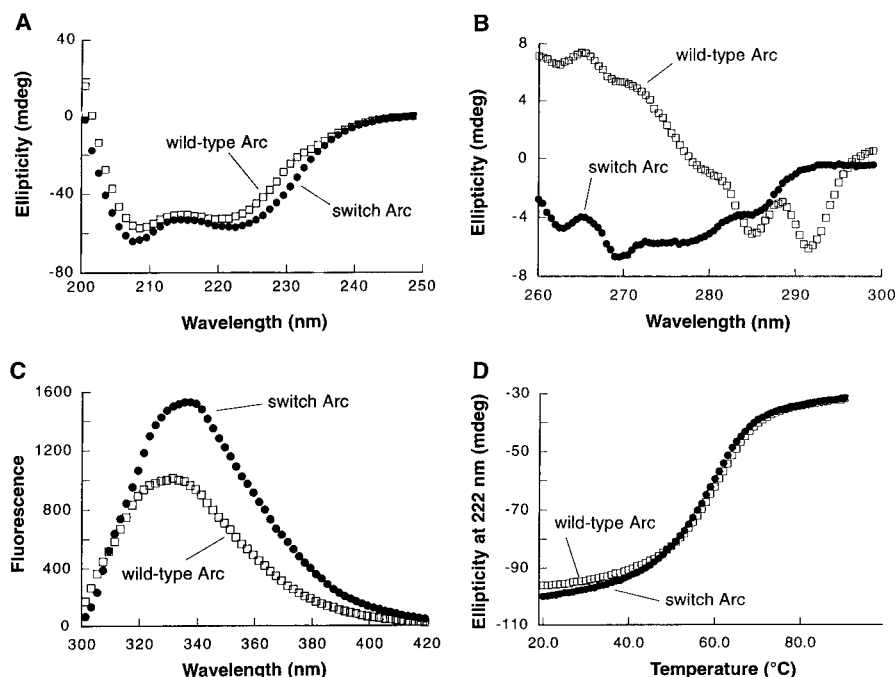 A
40
0
-40
-80
Ellipticity (mdeg)
wild-type Arc
switch Arc
200 210 220 230 240 250
Wavelength (nm)
B
8
4
0
-4
-8
Ellipticity (mdeg)
wild-type Arc
switch Arc
260 270 280 290 300
Wavelength (nm)
C
1600
1200
800
400
0
Fluorescence
switch Arc
wild-type Arc
300 320 340 360 380 400 420
Wavelength (nm)
D
-30
-50
-70
-90
-110
Ellipticity at 222 nm (mdeg)
wild-type Arc
switch Arc
20.0 40.0 60.0 80.0
Temperature (°C)